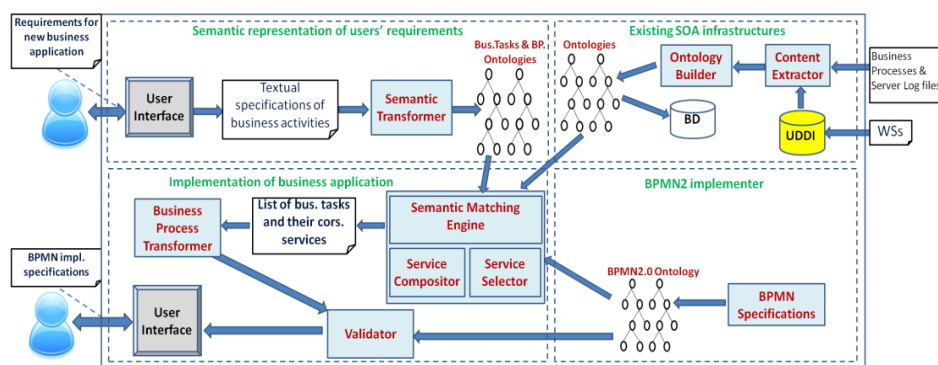 Requirements for
new business
application
Semantic representation of users' requirements
User
Interface
Textual
specifications of
business activities
Semantic
Transformer
Bus.Tasks & BP.
Ontologies
Existing SOA infrastructures
Ontologies
Ontology
Builder
Content
Extractor
Business
Processes &
Server Log files
BD
UDDI
WSs
Implementation of business application
Business
Process
Transformer
List of bus. tasks
and their cors.
services
Semantic Matching
Engine
Service
Compositor
Service
Selector
BPMN2 implementer
BPMN2.0 Ontology
BPMN
Specifications
BPMN impl.
specifications
User
Interface
Validator